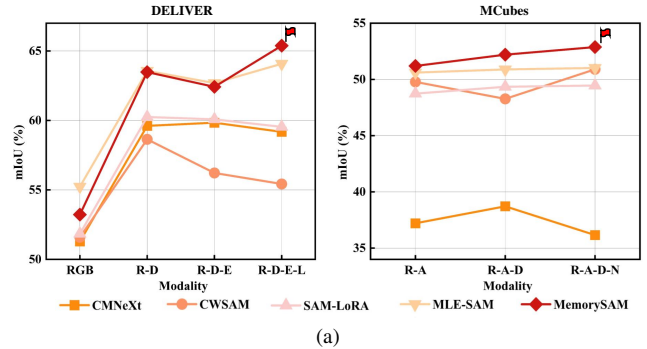 DELIVER
MCubes
mIoU (%)
65
60
55
50
RGB
R-D
R-D-E
R-D-E-L
Modality
mIoU (%)
55
50
45
40
35
R-A
R-A-D
R-A-D-N
Modality
CMNeXt
CWSAM
SAM-LoRA
MLE-SAM
MemorySAM
(a)